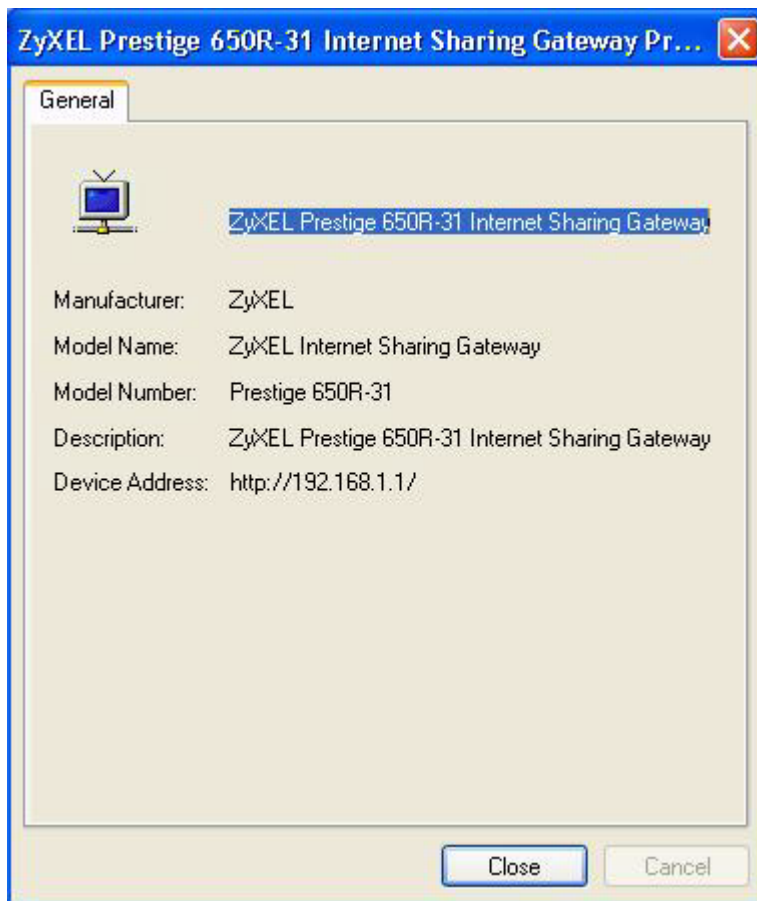 ZyXEL Prestige 650R-31 Internet Sharing Gateway Pr...
General
ZyXEL Prestige 650R-31 Internet Sharing Gateway
Manufacturer: ZyXEL
Model Name: ZyXEL Internet Sharing Gateway
Model Number: Prestige 650R-31
Description: ZyXEL Prestige 650R-31 Internet Sharing Gateway
Device Address: http://192.168.1.1/
Close Cancel